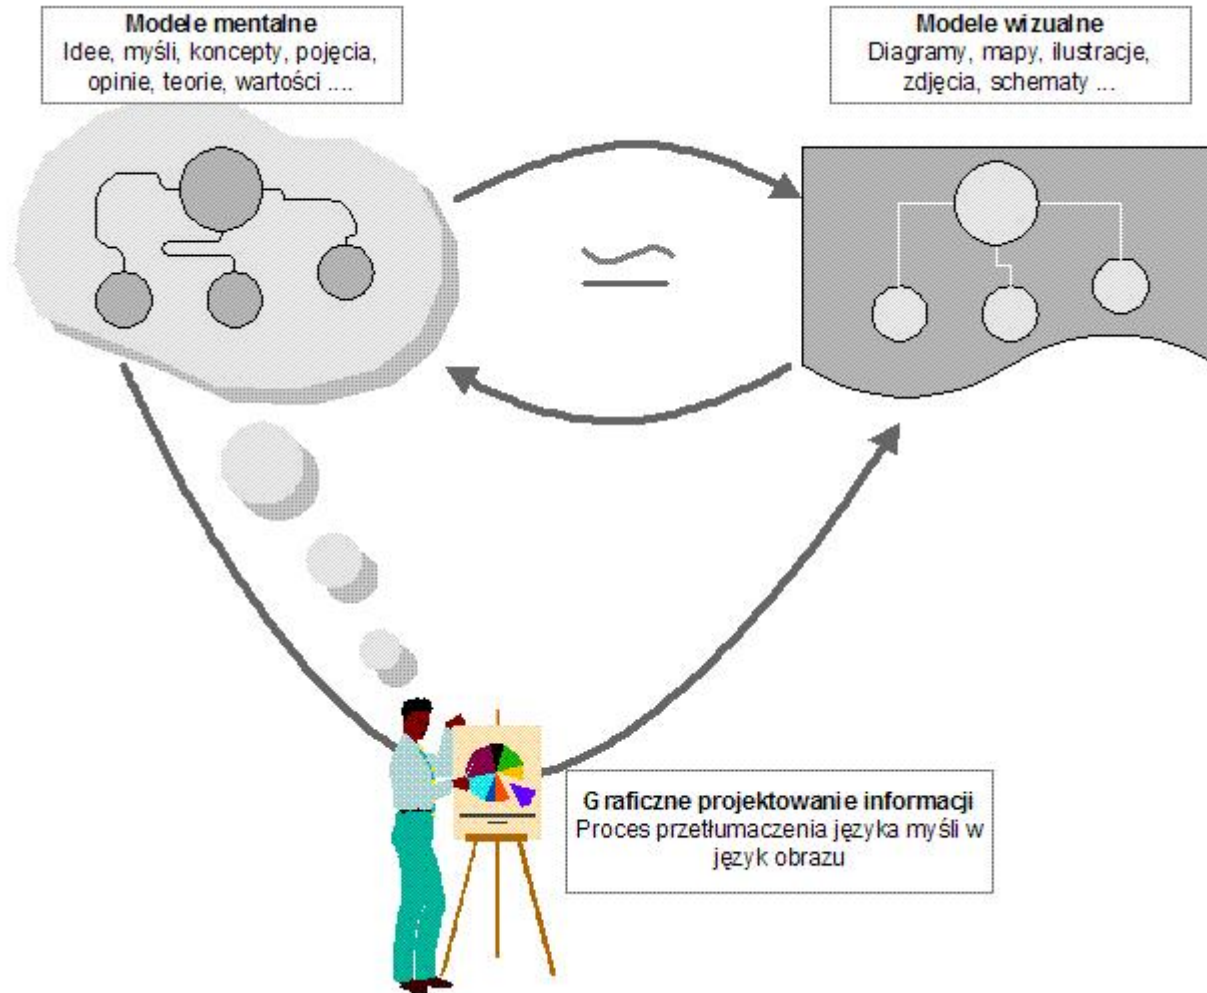 Modele mentalne
Idee, myśli, koncepty, pojęcia,
opinie, teorie, wartości ....
Modele wizualne
Diagramy, mapy, ilustracje,
zdjęcia, schematy ...
Graficzne projektowanie informacji
Proces przetłumaczenia języka myśli w
język obrazu